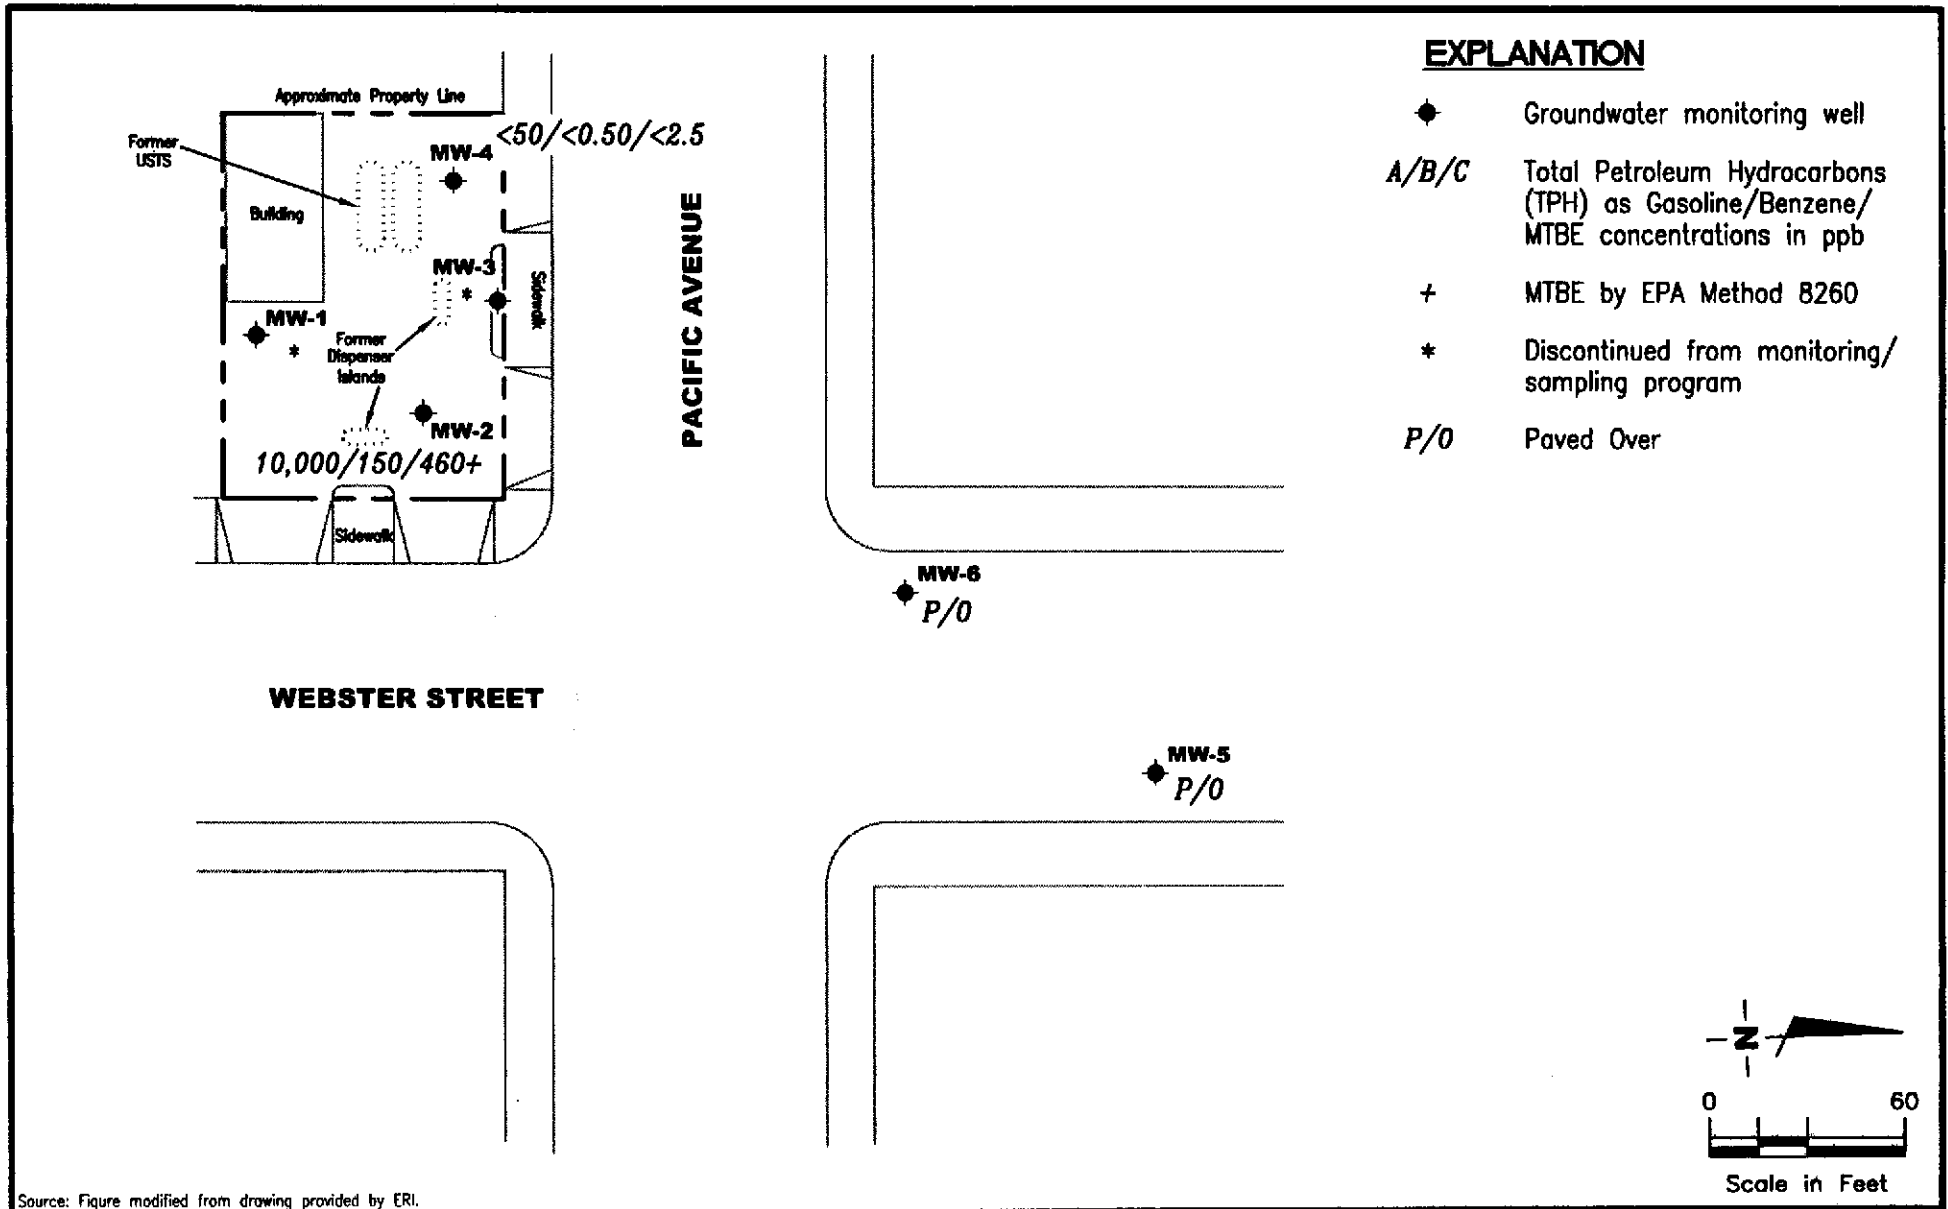 EXPLANATION
Groundwater monitoring well
A/B/C Total Petroleum Hydrocarbons
(TPH) as Gasoline/Benzene/
MTBE concentrations in ppb
+ MTBE by EPA Method 8260
* Discontinued from monitoring/
sampling program
P/O Paved Over
Approximate Property Line
<50/<0.50/<2.5
Former
USTS
MW-4
Building
MW-3
*
Sidewalk
MW-1
*
Former
Dispenser
Islands
MW-2
10,000/150/460+
Sidewalk
PACIFIC AVENUE
MW-6
P/O
WEBSTER STREET
MW-5
P/O
N
0 60
Scale in Feet
Source: Figure modified from drawing provided by ERI.